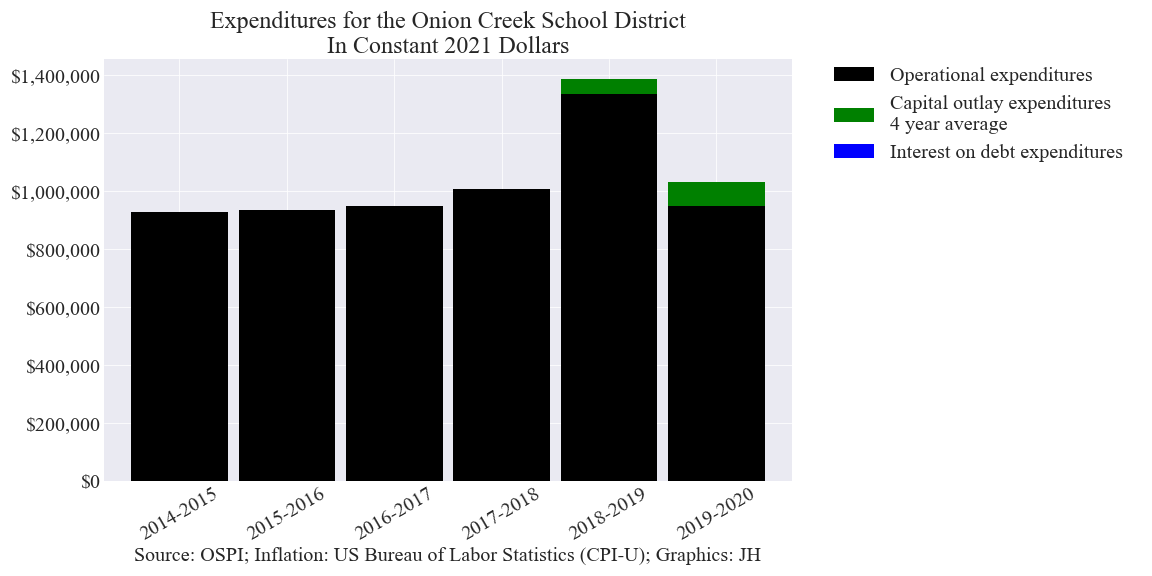 Expenditures for the Onion Creek School District
In Constant 2021 Dollars
$1,400,000
$1,200,000
$1,000,000
$800,000
$600,000
$400,000
$200,000
$0
2014-2015
2015-2016
2016-2017
2017-2018
2018-2019
2019-2020
Source: OSPI; Inflation: US Bureau of Labor Statistics (CPI-U); Graphics: JH
Operational expenditures
Capital outlay expenditures
4 year average
Interest on debt expenditures